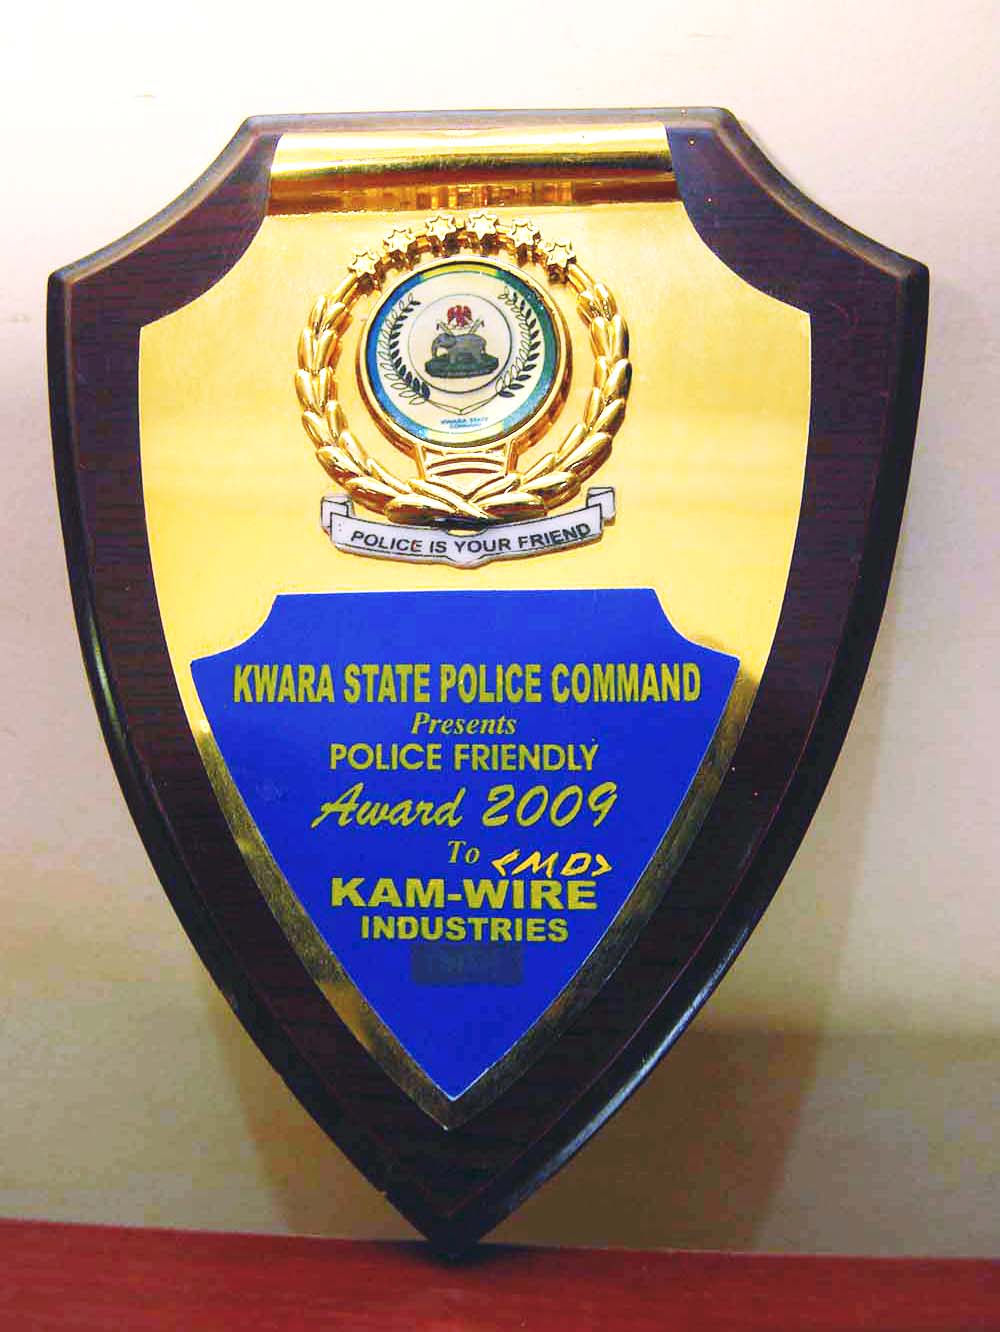 KWARA STATE
COMMAND
POLICE IS YOUR FRIEND
KWARA STATE POLICE COMMAND
Presents
POLICE FRIENDLY
Award 2009
To <MD>
KAM-WIRE
INDUSTRIES